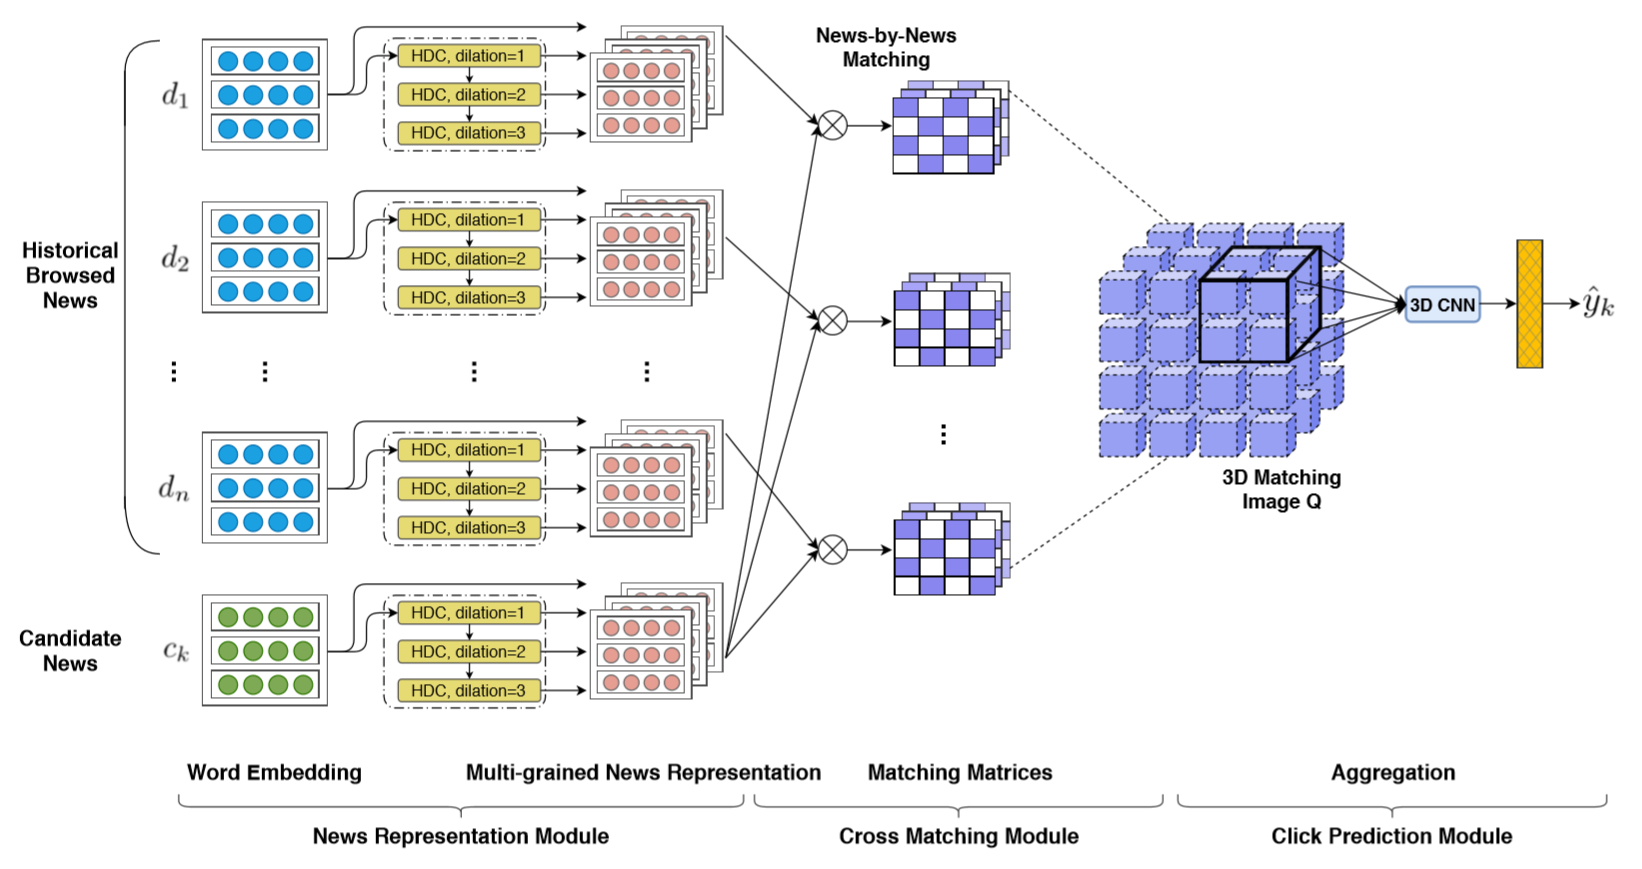 News-by-News
Matching
d₁
HDC, dilation=1
HDC, dilation=2
HDC, dilation=3
Historical
Browsed
News
d₂
HDC, dilation=1
HDC, dilation=2
HDC, dilation=3
3D CNN
ŷₖ
dₙ
HDC, dilation=1
HDC, dilation=2
HDC, dilation=3
3D Matching
Image Q
Candidate
News
cₖ
HDC, dilation=1
HDC, dilation=2
HDC, dilation=3
Word Embedding
Multi-grained News Representation
Matching Matrices
Aggregation
News Representation Module
Cross Matching Module
Click Prediction Module